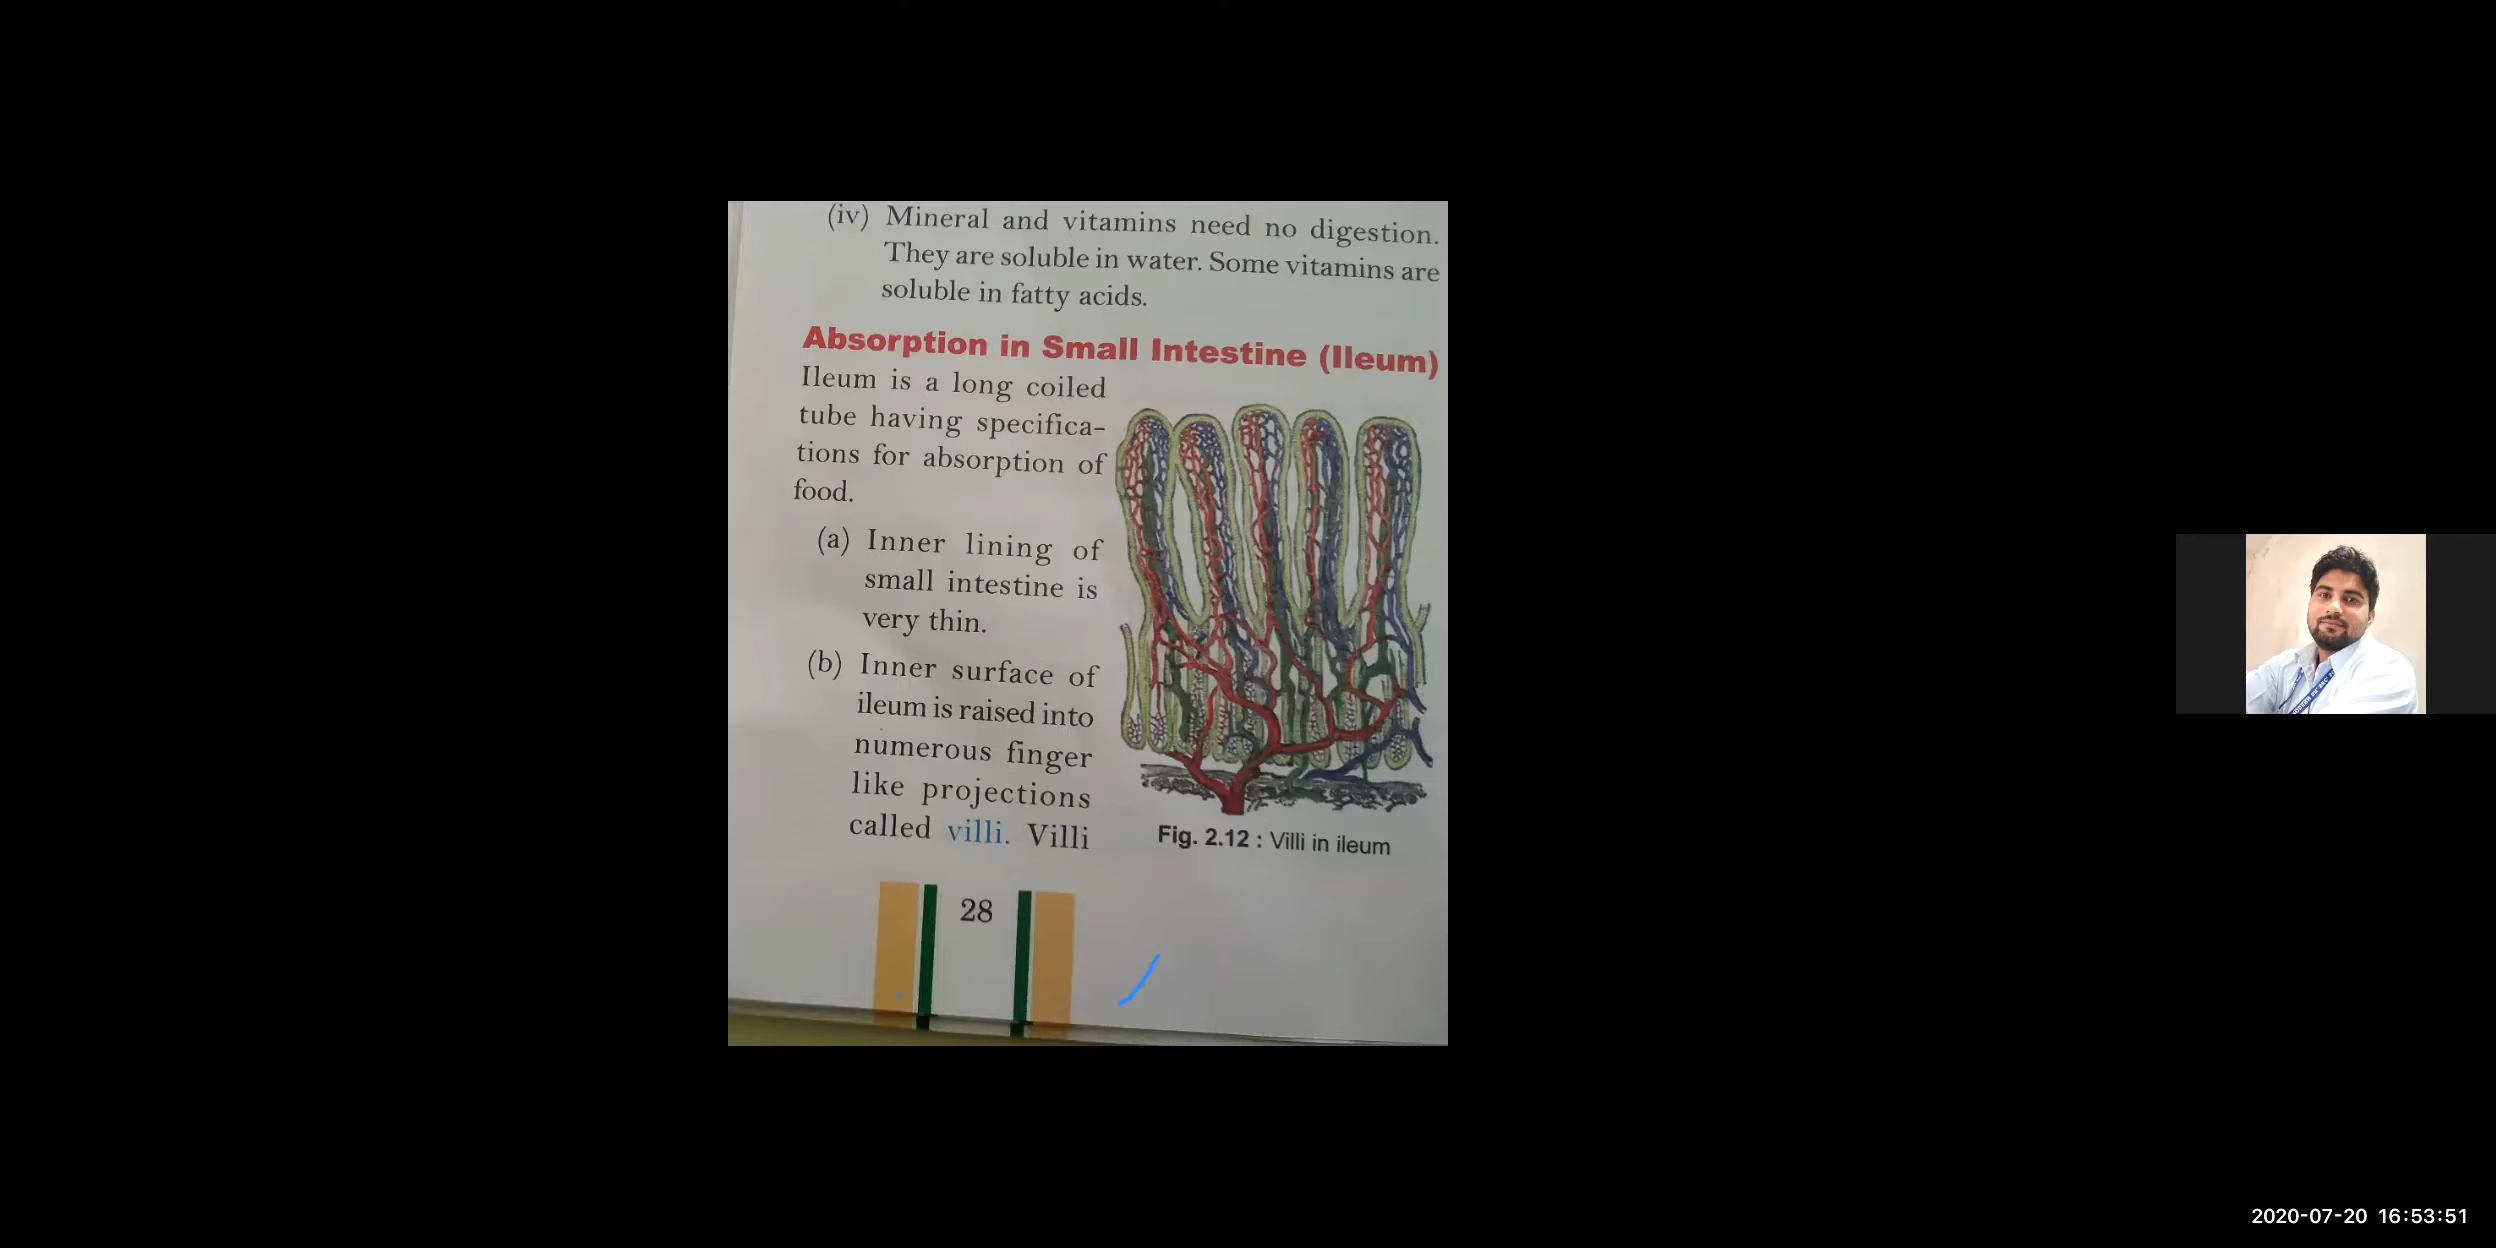 (iv) Mineral and vitamins need no digestion.
They are soluble in water. Some vitamins are
soluble in fatty acids.
Absorption in Small Intestine (Ileum)
Ileum is a long coiled
tube having specifica-
tions for absorption of
food.
(a) Inner lining of
small intestine is
very thin.
(b) Inner surface of
ileum is raised into
numerous finger
like projections
called villi. Villi
Fig. 2.12 : Villi in ileum
28
2020-07-20 16:53:51